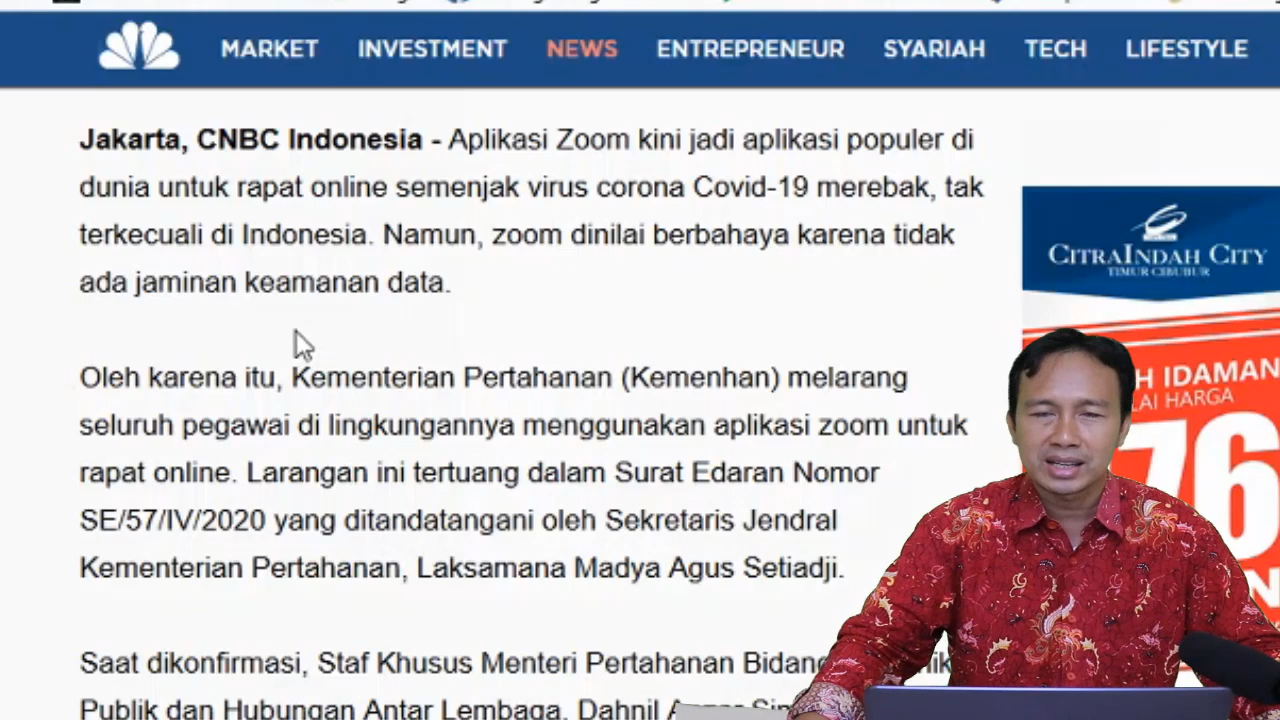 MARKET INVESTMENT NEWS ENTREPRENEUR SYARIAH TECH LIFESTYLE
Jakarta, CNBC Indonesia - Aplikasi Zoom kini jadi aplikasi populer di
dunia untuk rapat online semenjak virus corona Covid-19 merebak, tak
terkecuali di Indonesia. Namun, zoom dinilai berbahaya karena tidak
ada jaminan keamanan data.
Oleh karena itu, Kementerian Pertahanan (Kemenhan) melarang
seluruh pegawai di lingkungannya menggunakan aplikasi zoom untuk
rapat online. Larangan ini tertuang dalam Surat Edaran Nomor
SE/57/IV/2020 yang ditandatangani oleh Sekretaris Jendral
Kementerian Pertahanan, Laksamana Madya Agus Setiadji.
Saat dikonfirmasi, Staf Khusus Menteri Pertahanan
Publik dan Hubungan Antar Lembaga, Dahnil
CITRAINDAH CITY
TIMUR CIBUBUR
IDAMAN
HARGA
76